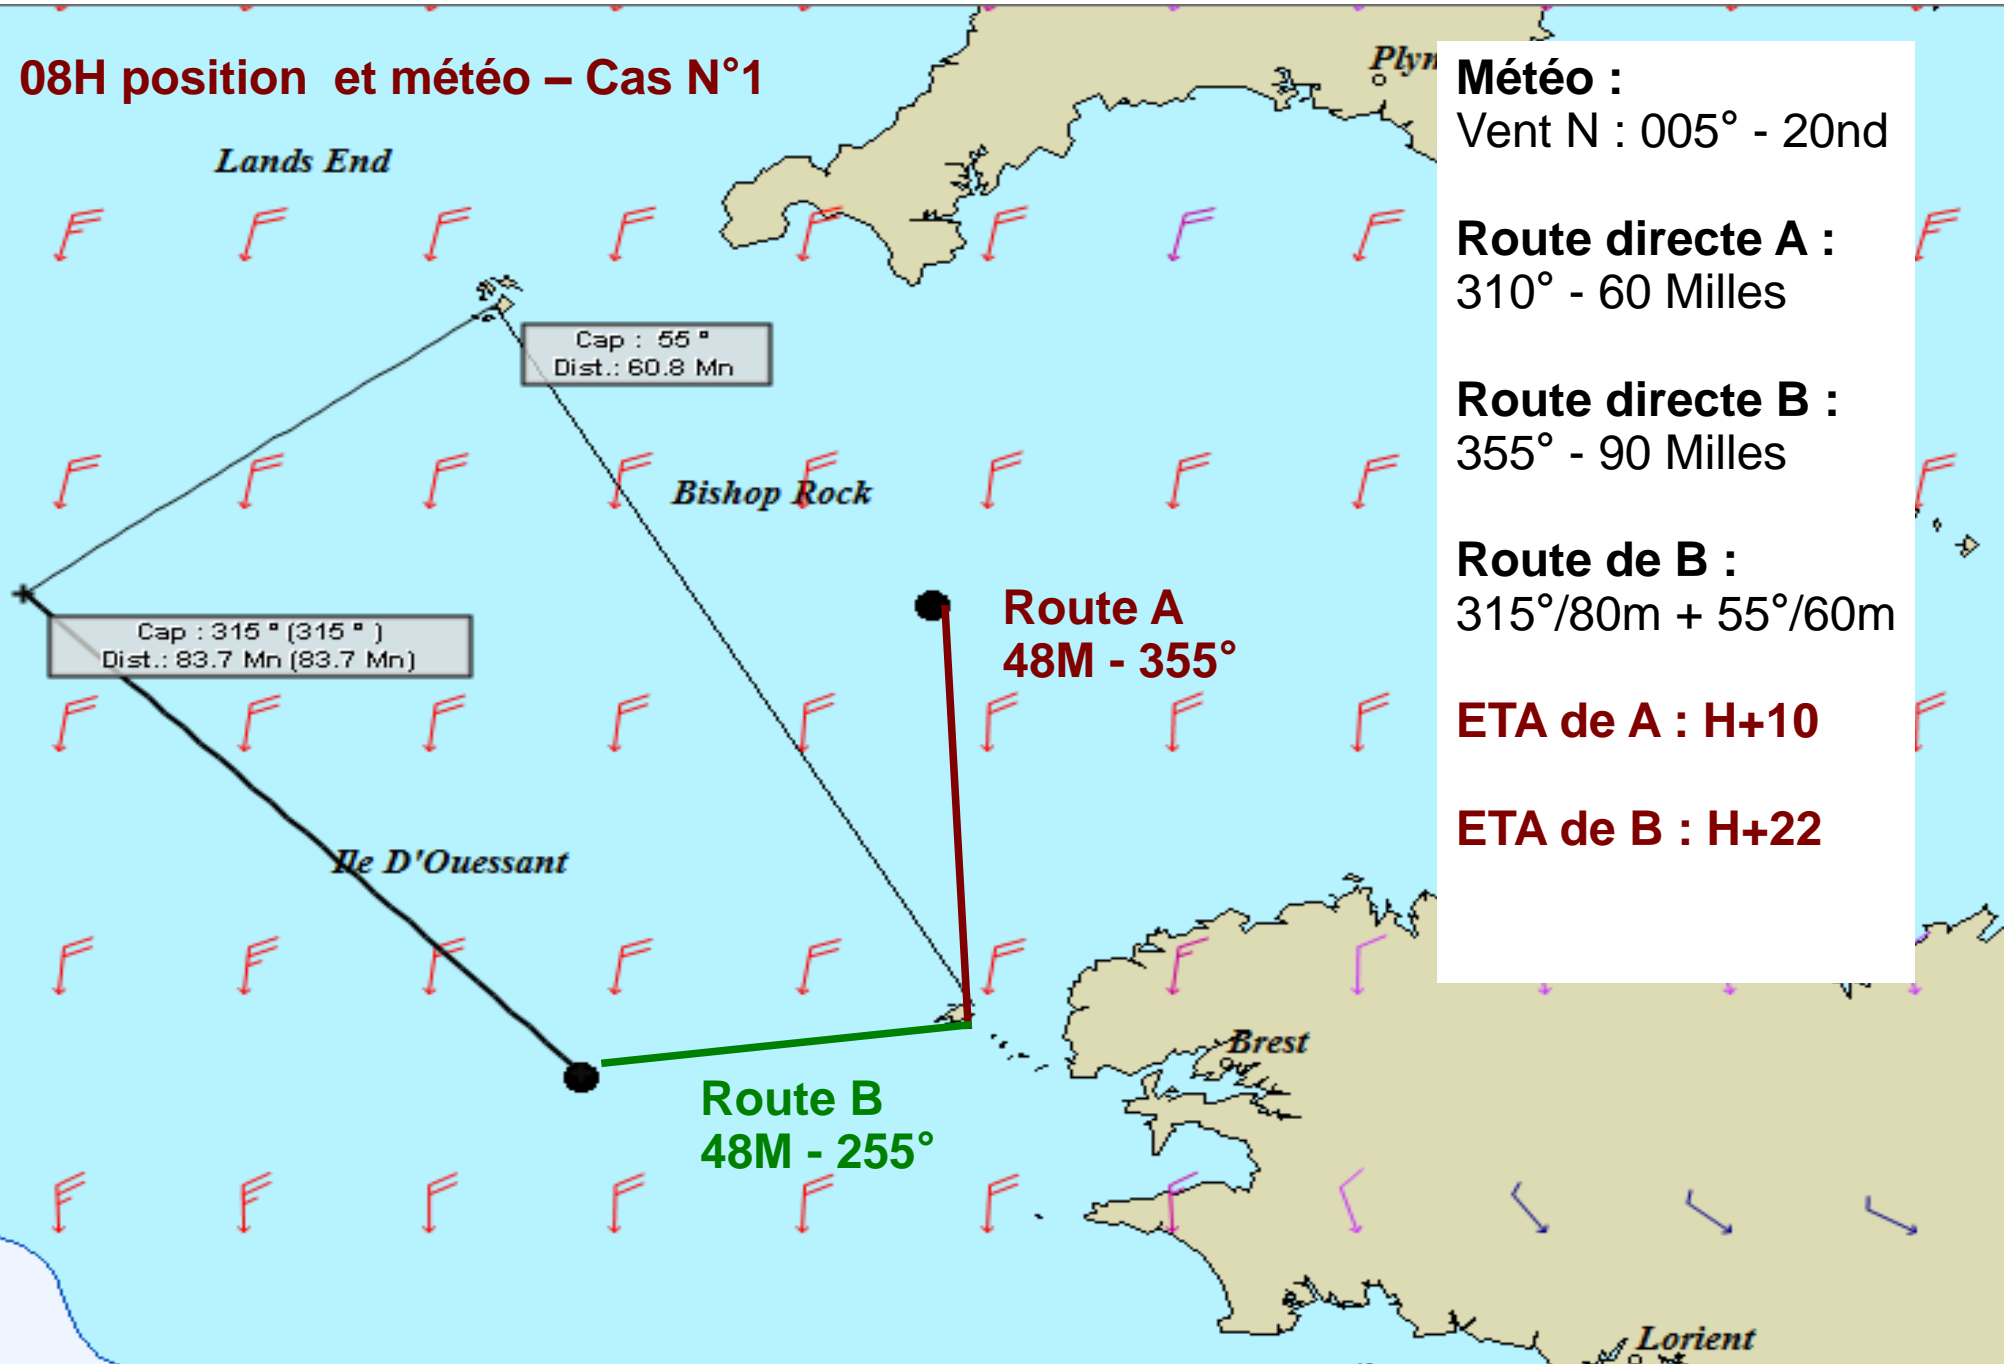 08H position et météo – Cas N°1
Lands End
Plyn
Cap : 55 °
Dist.: 60.8 Mn
Bishop Rock
Cap : 315 ° (315 ° )
Dist.: 83.7 Mn (83.7 Mn)
Route A
48M - 355°
Ile D'Ouessant
Route B
48M - 255°
Brest
Lorient
Météo :
Vent N : 005° - 20nd
Route directe A :
310° - 60 Milles
Route directe B :
355° - 90 Milles
Route de B :
315°/80m + 55°/60m
ETA de A : H+10
ETA de B : H+22